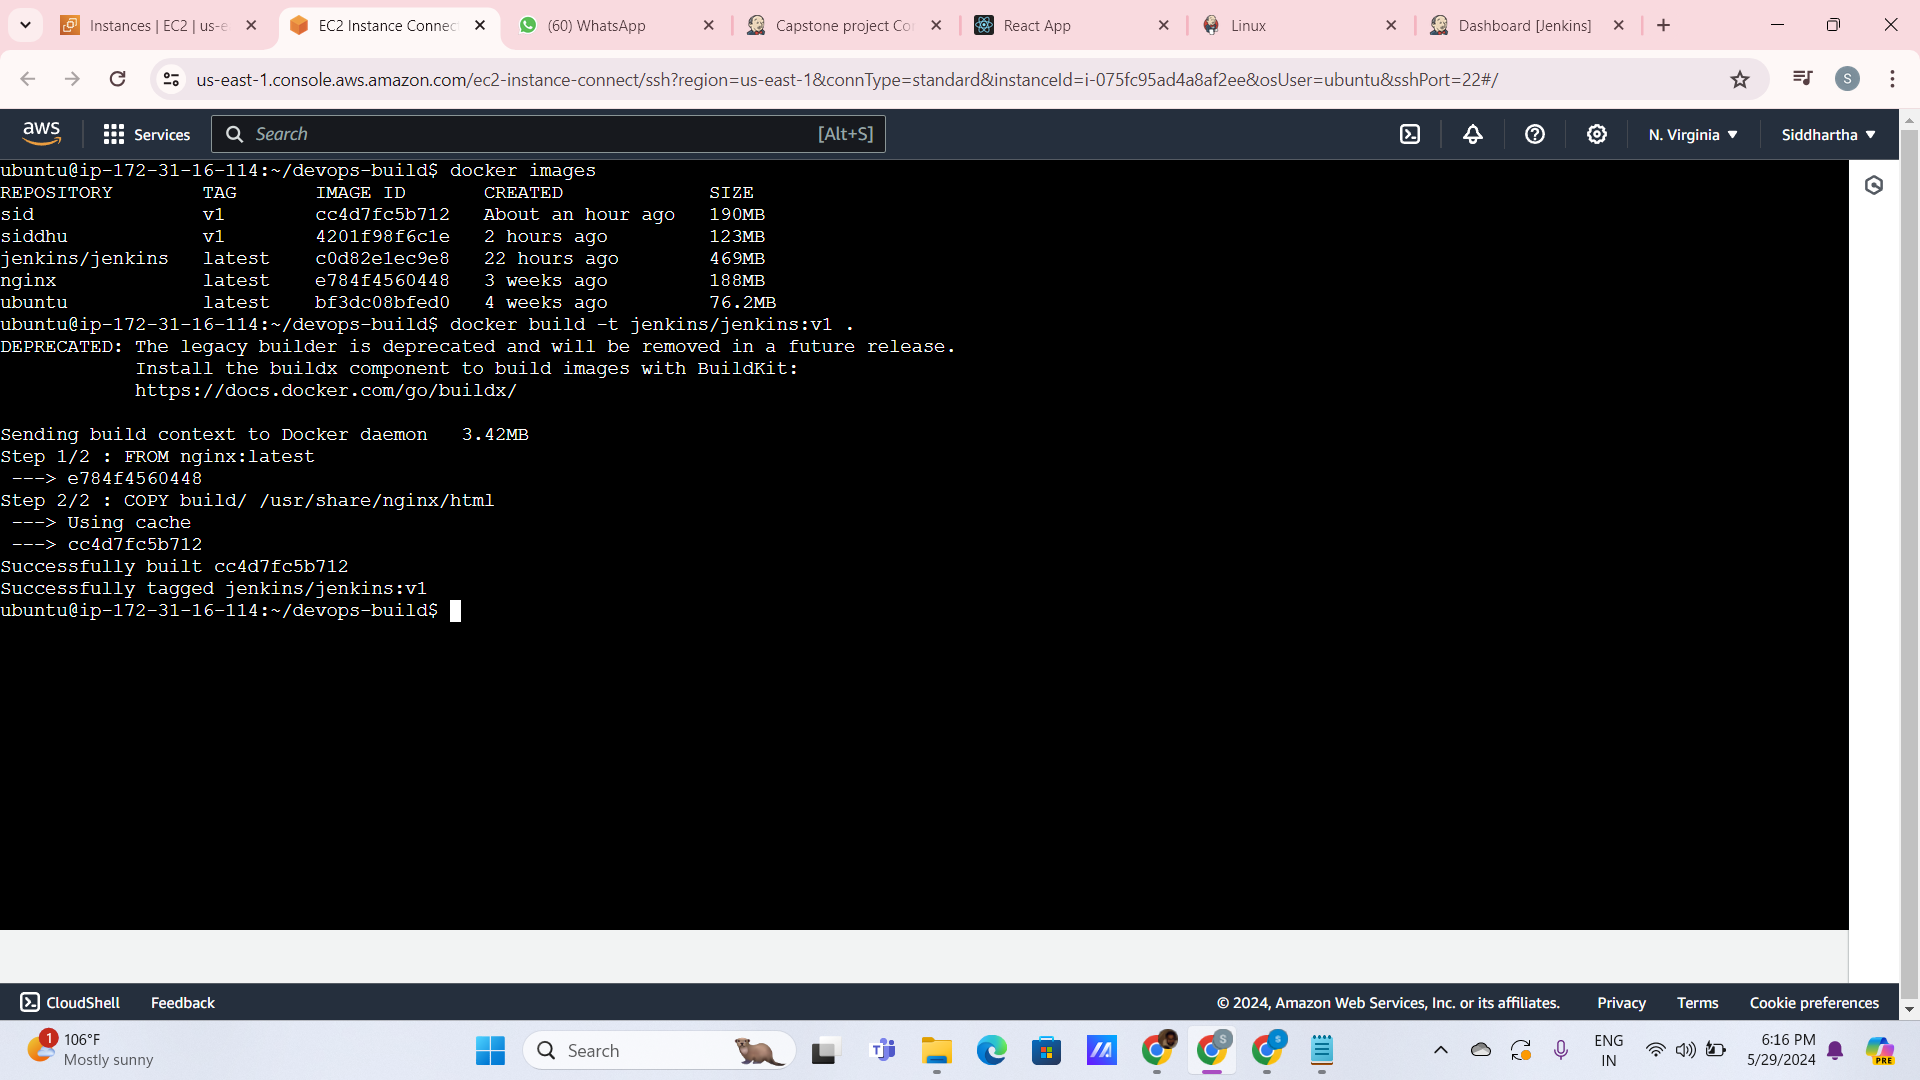 Instances | EC2 | us-e
EC2 Instance Connec
(60) WhatsApp
Capstone project Co
React App
Linux
Dashboard [Jenkins]
us-east-1.console.aws.amazon.com/ec2-instance-connect/ssh?region=us-east-1&connType=standard&instanceId=i-075fc95ad4a8af2ee&osUser=ubuntu&sshPort=22#/
S
aws
Services
Search
[Alt+S]
N. Virginia
Siddhartha
ubuntu@ip-172-31-16-114:~/devops-build$ docker images
REPOSITORY TAG IMAGE ID CREATED SIZE
sid v1 cc4d7fc5b712 About an hour ago 190MB
siddhu v1 4201f98f6c1e 2 hours ago 123MB
jenkins/jenkins latest c0d82e1ec9e8 22 hours ago 469MB
nginx latest e784f4560448 3 weeks ago 188MB
ubuntu latest bf3dc08bfed0 4 weeks ago 76.2MB
ubuntu@ip-172-31-16-114:~/devops-build$ docker build -t jenkins/jenkins:v1 .
DEPRECATED: The legacy builder is deprecated and will be removed in a future release.
Install the buildx component to build images with BuildKit:
https://docs.docker.com/go/buildx/
Sending build context to Docker daemon 3.42MB
Step 1/2 : FROM nginx:latest
---> e784f4560448
Step 2/2 : COPY build/ /usr/share/nginx/html
---> Using cache
---> cc4d7fc5b712
Successfully built cc4d7fc5b712
Successfully tagged jenkins/jenkins:v1
ubuntu@ip-172-31-16-114:~/devops-build$
CloudShell
Feedback
© 2024, Amazon Web Services, Inc. or its affiliates.
Privacy
Terms
Cookie preferences
1
106°F
Mostly sunny
Search
S
s
ENG
IN
6:16 PM
5/29/2024
PRE